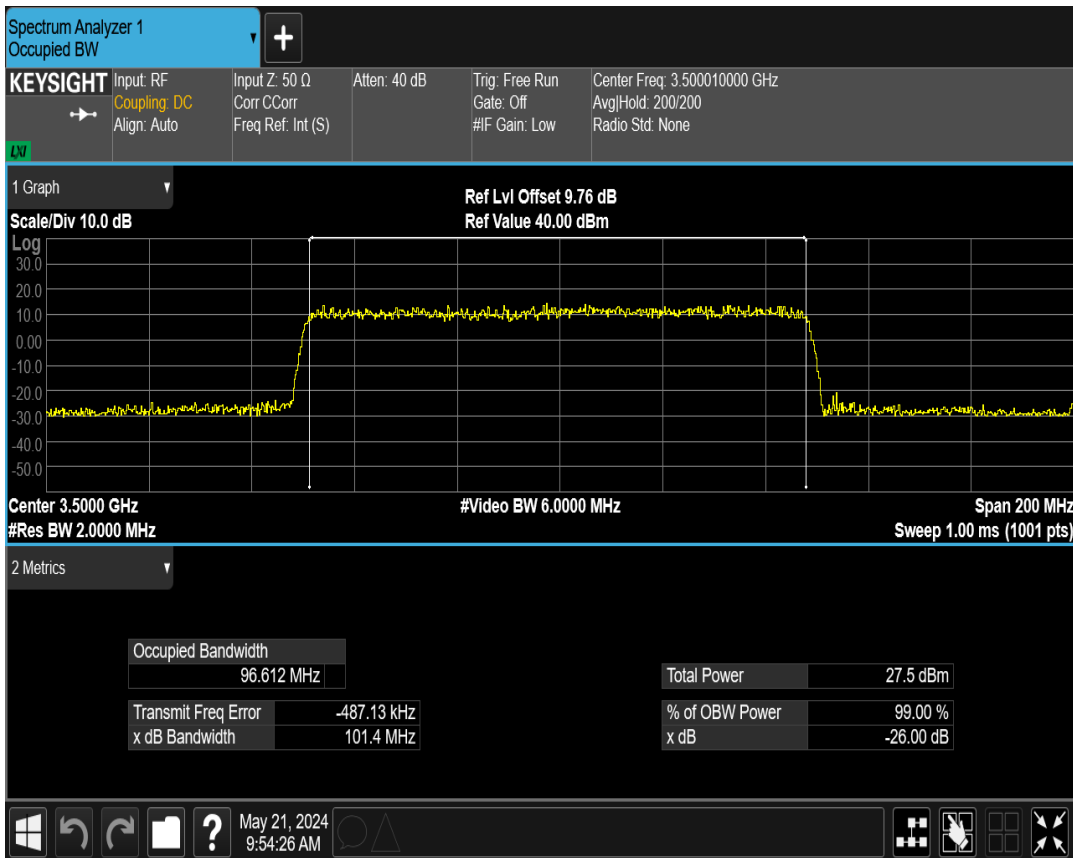 Spectrum Analyzer 1
Occupied BW
KEYSIGHT
LXI
Input: RF
Coupling: DC
Align: Auto
Input Z: 50 Ω
Corr CCorr
Freq Ref: Int (S)
Atten: 40 dB
Trig: Free Run
Gate: Off
#IF Gain: Low
Center Freq: 3.500010000 GHz
Avg|Hold: 200/200
Radio Std: None
1 Graph
Scale/Div 10.0 dB
Ref Lvl Offset 9.76 dB
Ref Value 40.00 dBm
Log
30.0
20.0
10.0
0.00
-10.0
-20.0
-30.0
-40.0
-50.0
Center 3.5000 GHz
#Video BW 6.0000 MHz
Span 200 MHz
#Res BW 2.0000 MHz
Sweep 1.00 ms (1001 pts)
2 Metrics
Occupied Bandwidth
96.612 MHz
Total Power 27.5 dBm
Transmit Freq Error -487.13 kHz
% of OBW Power 99.00 %
x dB Bandwidth 101.4 MHz
x dB -26.00 dB
?
May 21, 2024
9:54:26 AM